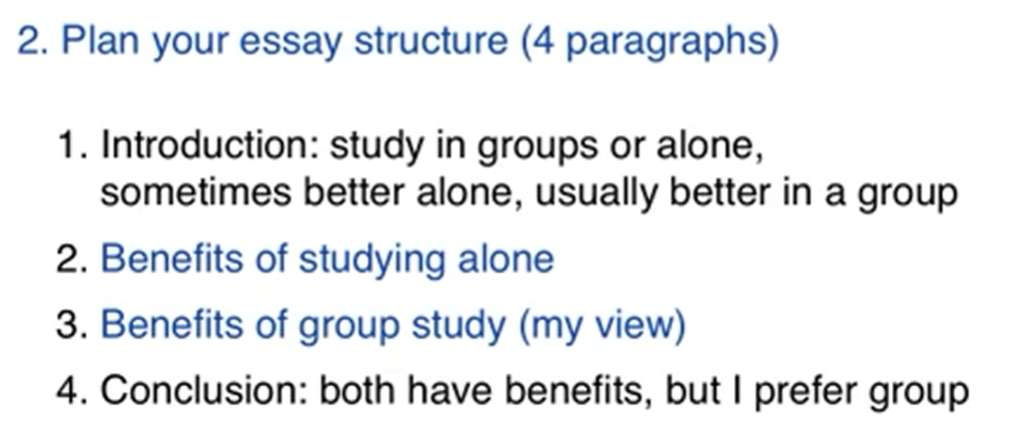 2. Plan your essay structure (4 paragraphs)
1. Introduction: study in groups or alone,
sometimes better alone, usually better in a group
2. Benefits of studying alone
3. Benefits of group study (my view)
4. Conclusion: both have benefits, but I prefer group